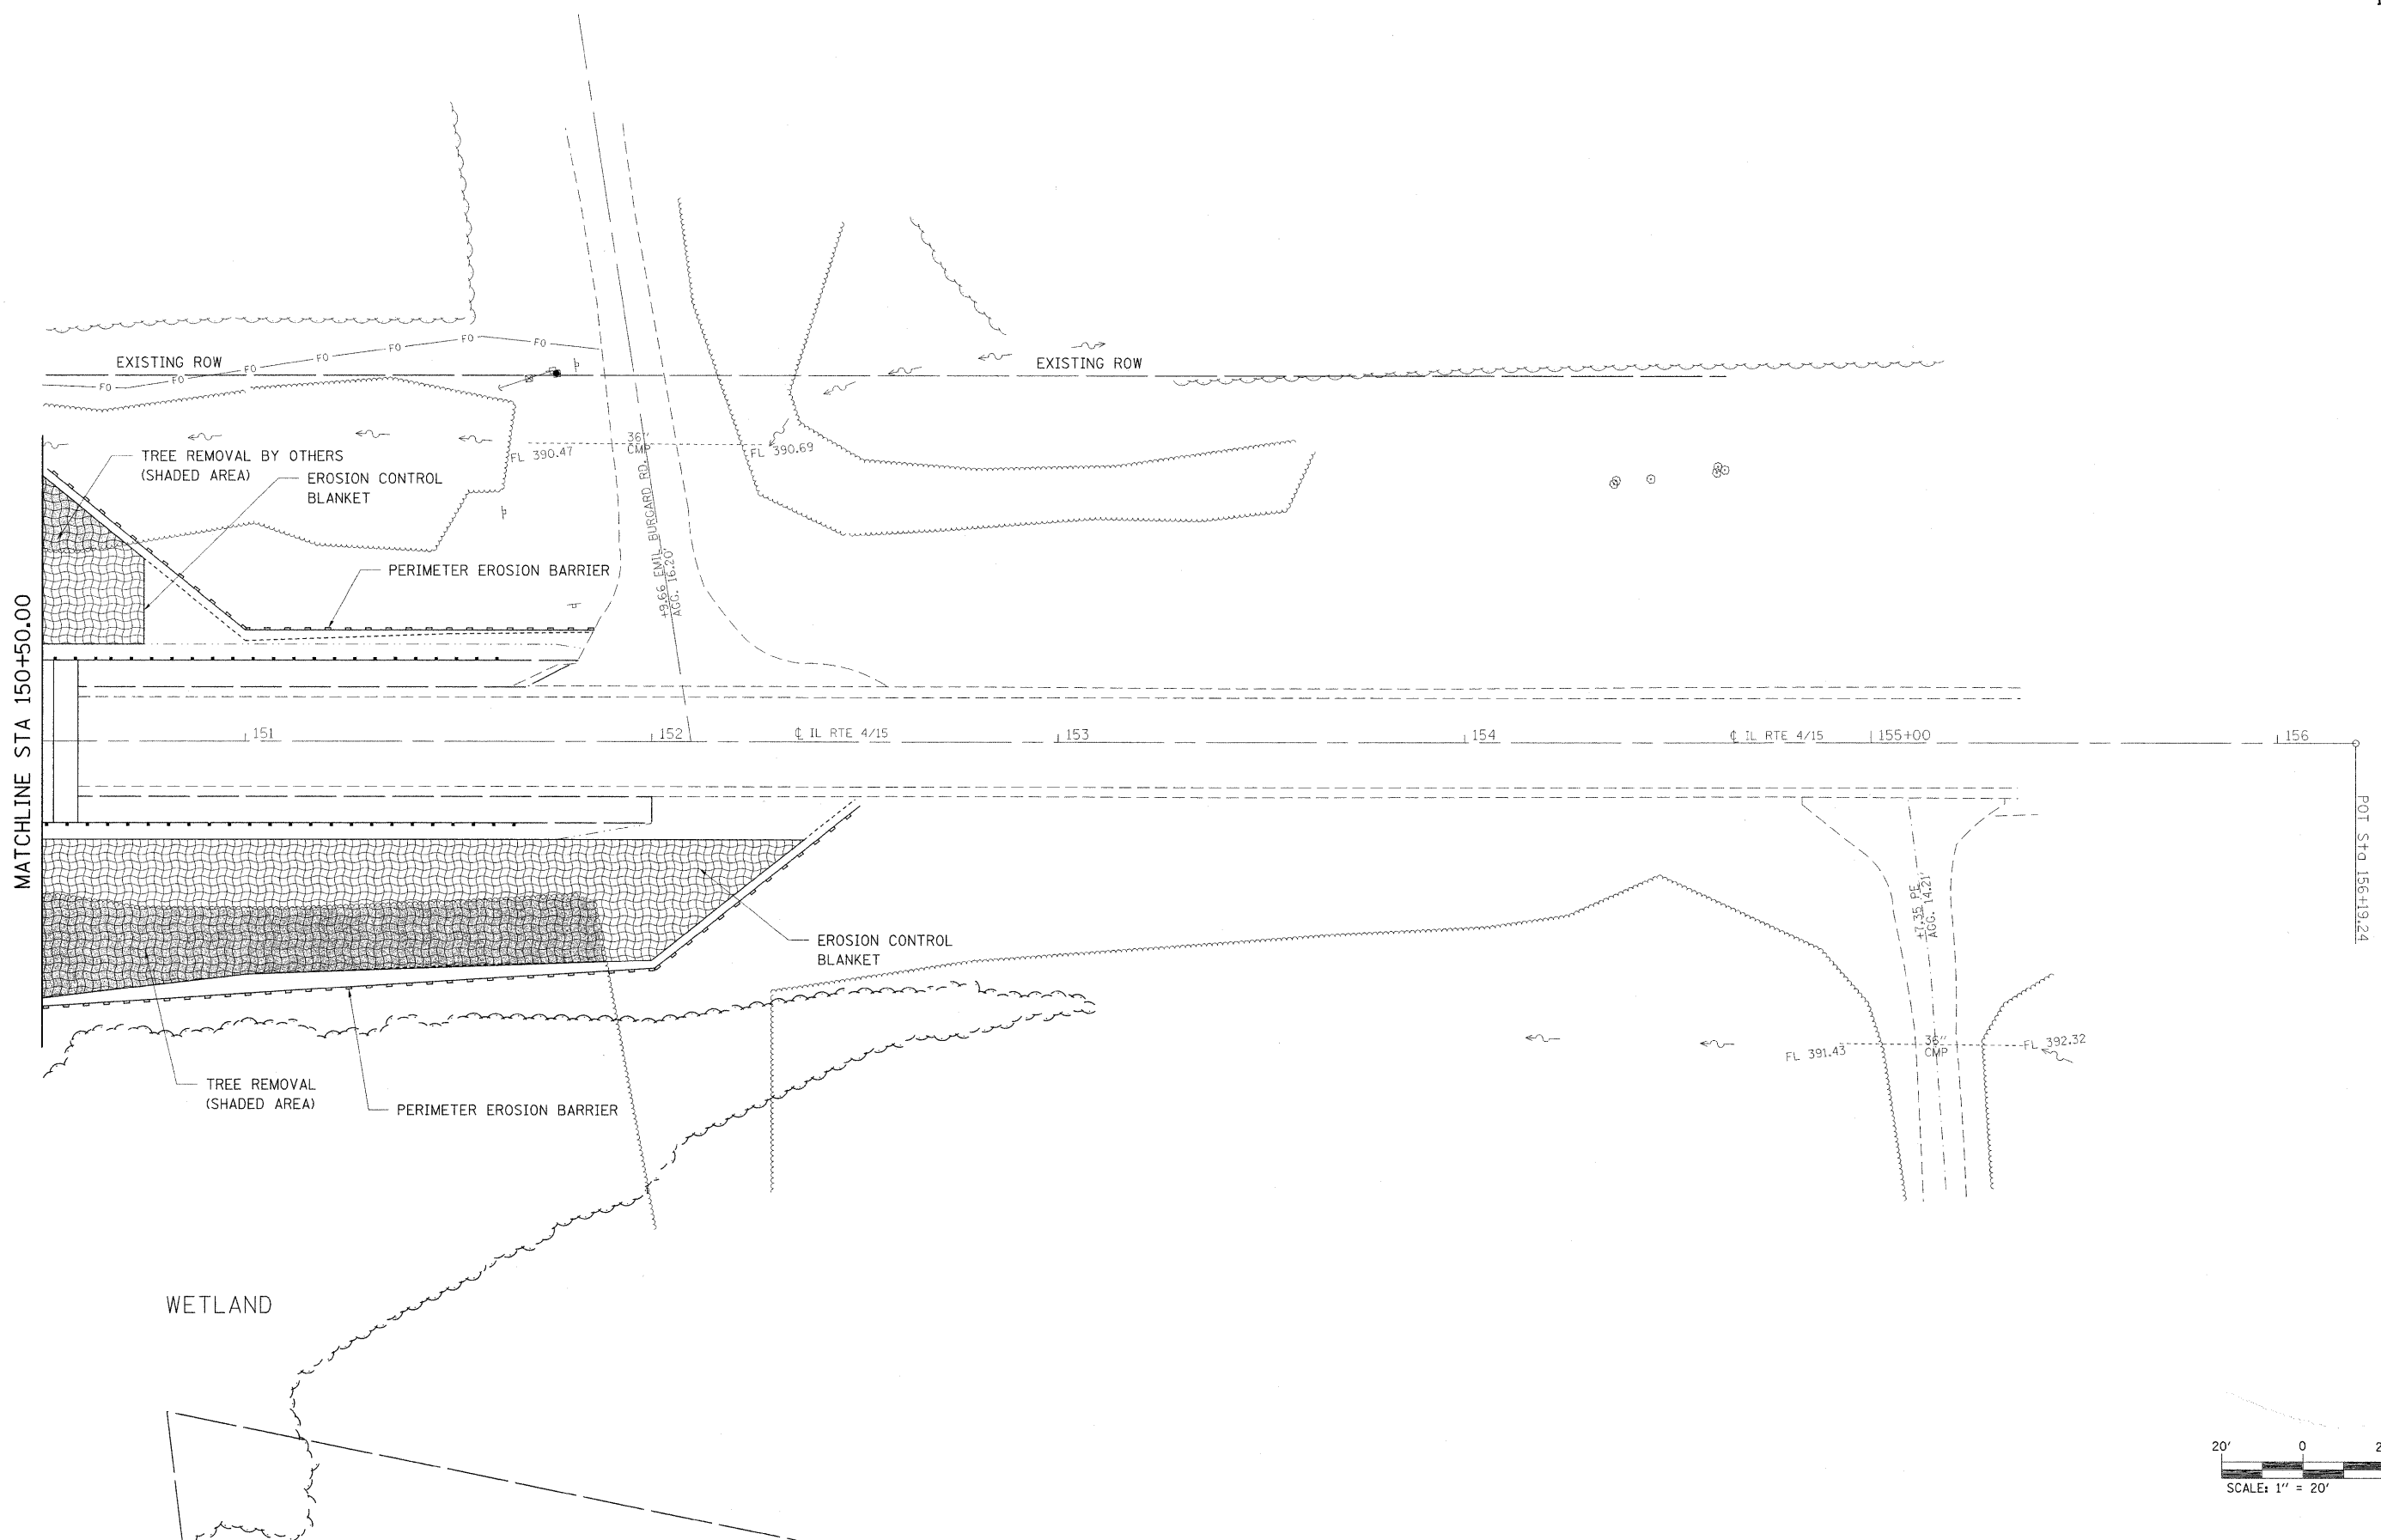 EXISTING ROW
FO
FO
FO
FO
FO
FO
FO
EXISTING ROW
TREE REMOVAL BY OTHERS
(SHADED AREA)
EROSION CONTROL
BLANKET
FL 390.47
36"
CMP
FL 390.69
+9.66 EMIL BURGARD RD.
AGG. 16.20'
PERIMETER EROSION BARRIER
MATCHLINE STA 150+50.00
151
152
℄ IL RTE 4/15
153
154
℄ IL RTE 4/15
155+00
156
POT Sta 156+19.24
+7.35 PE
AGG. 14.21'
EROSION CONTROL
BLANKET
FL 391.43
36"
CMP
FL 392.32
TREE REMOVAL
(SHADED AREA)
PERIMETER EROSION BARRIER
WETLAND
20' 0
SCALE: 1" = 20'